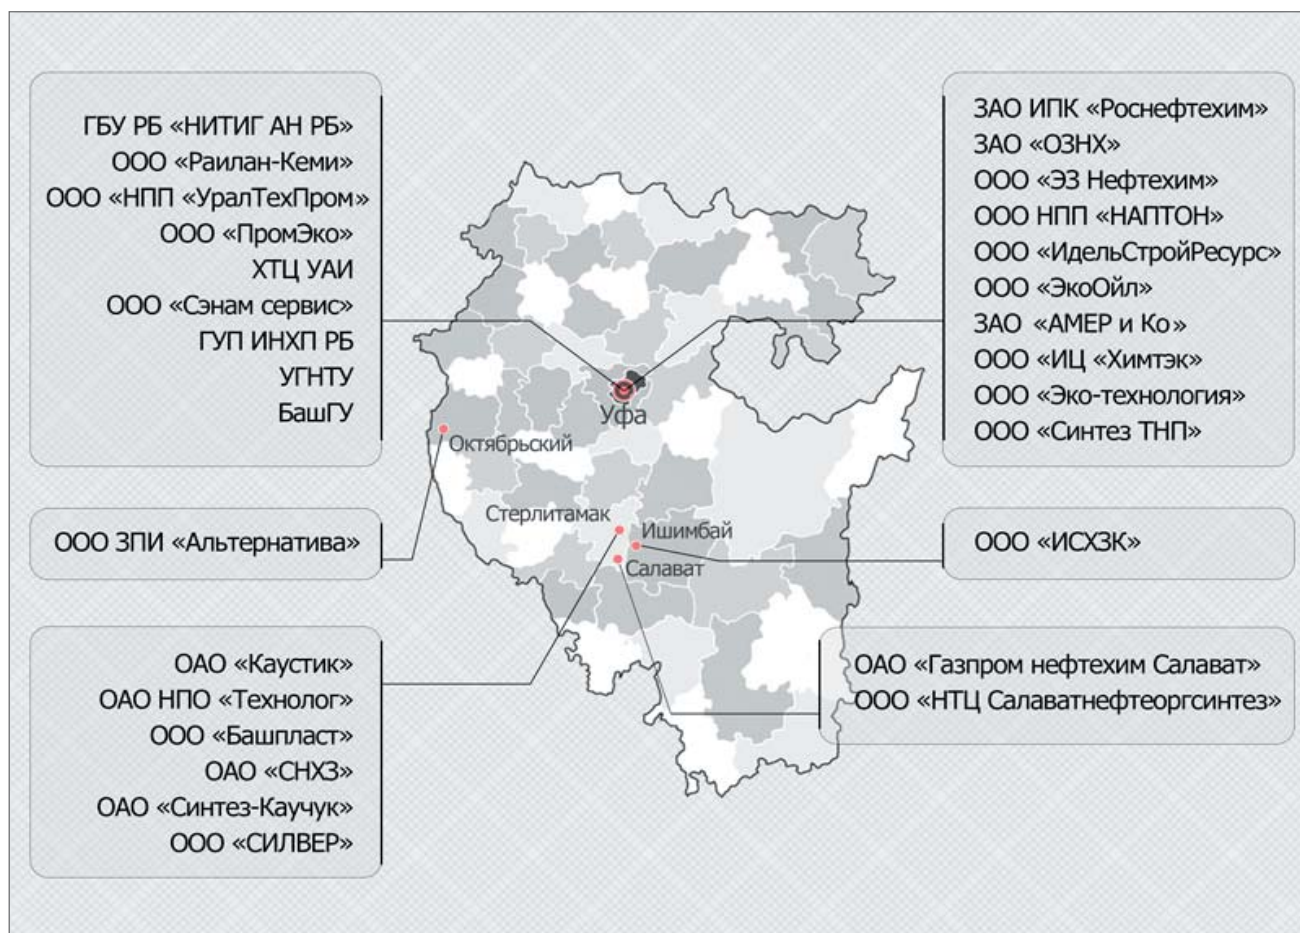 ГБУ РБ «НИТИГ АН РБ»
ООО «Раилан-Кеми»
ООО «НПП «УралТехПром»
ООО «ПромЭко»
ХТЦ УАИ
ООО «Сэнам сервис»
ГУП ИНХП РБ
УГНТУ
БашГУ
ЗАО ИПК «Роснефтехим»
ЗАО «ОЗНХ»
ООО «ЭЗ Нефтехим»
ООО НПП «НАПТОН»
ООО «ИдельСтройРесурс»
ООО «ЭкоОйл»
ЗАО «АМЕР и Ко»
ООО «ИЦ «Химтэк»
ООО «Эко-технология»
ООО «Синтез ТНП»
Уфа
Октябрьский
Стерлитамак
Ишимбай
Салават
ООО ЗПИ «Альтернатива»
ООО «ИСХЗК»
ОАО «Каустик»
ОАО НПО «Технолог»
ООО «Башпласт»
ОАО «СНХЗ»
ОАО «Синтез-Каучук»
ООО «СИЛВЕР»
ОАО «Газпром нефтехим Салават»
ООО «НТЦ Салаватнефтеоргсинтез»